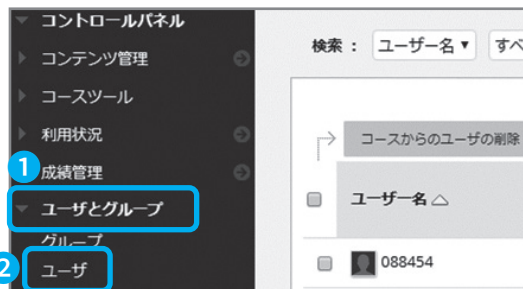 コントロールパネル
コンテンツ管理
コースツール
利用状況
1
成績管理
ユーザとグループ
グループ
2
ユーザ
検索 : ユーザー名 すべ
コースからのユーザの削除
ユーザー名
088454